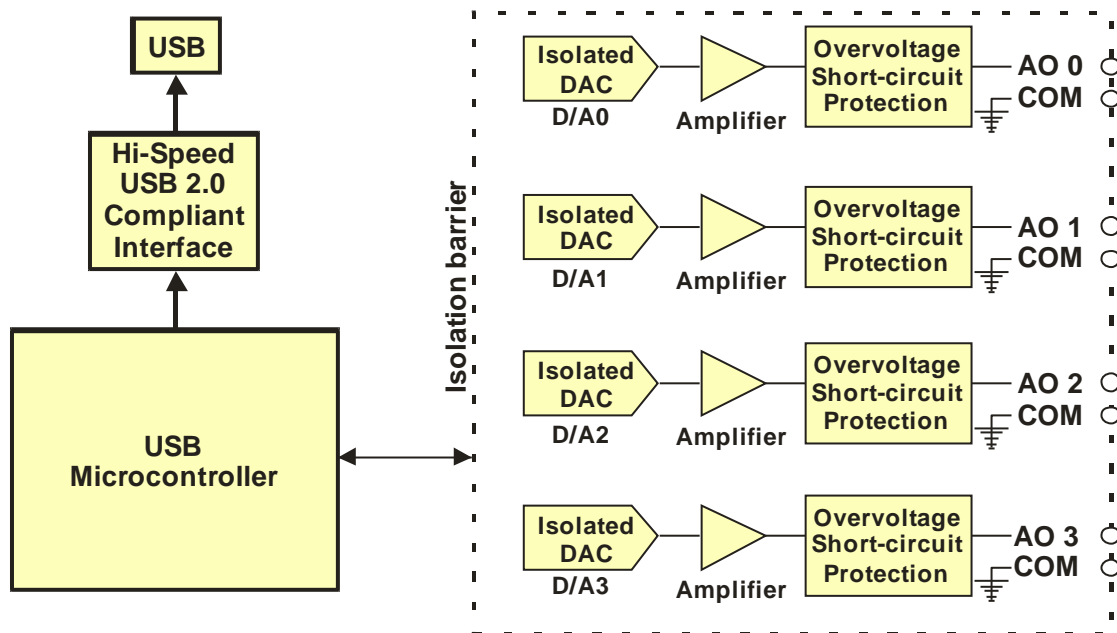 USB
Hi-Speed
USB 2.0
Compliant
Interface
USB
Microcontroller
Isolation barrier
Isolated
DAC
D/A0
Amplifier
Overvoltage
Short-circuit
Protection
AO 0
COM
Isolated
DAC
D/A1
Amplifier
Overvoltage
Short-circuit
Protection
AO 1
COM
Isolated
DAC
D/A2
Amplifier
Overvoltage
Short-circuit
Protection
AO 2
COM
Isolated
DAC
D/A3
Amplifier
Overvoltage
Short-circuit
Protection
AO 3
COM